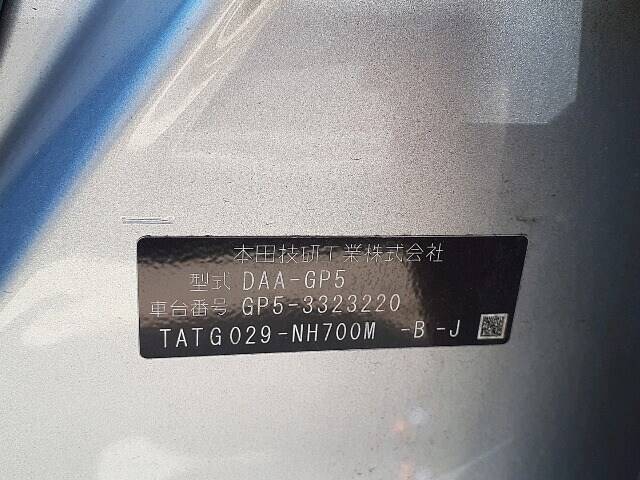 本田技研工業株式会社
型式 DAA-GP5
車台番号 GP5-3323220
TATG029-NH700M -B-J